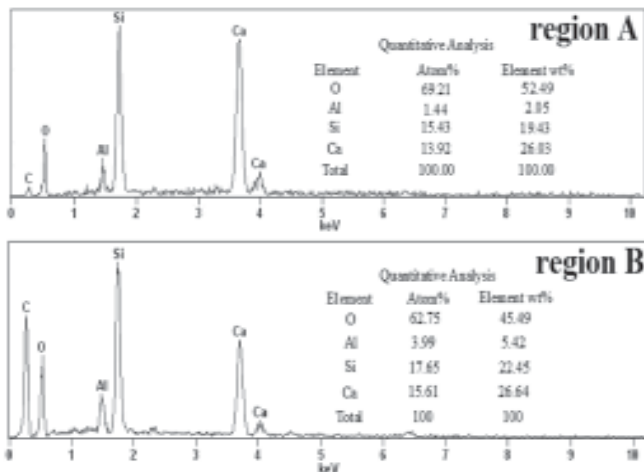 region A
Si
Ca
Quantitative Analysis
Element Atom% Element wt%
O 69.21 52.49
Al 1.44 2.05
Si 15.43 19.43
Ca 13.92 26.03
Total 100.00 100.00
O
Al
Ca
C
0 1 2 3 4 5 6 7 8 9 10
keV
region B
Si
Quantitative Analysis
Element Atom% Element wt%
O 62.75 45.49
Al 3.99 5.42
Si 17.65 22.45
Ca 15.61 26.64
Total 100 100
C
Ca
O
Al
Ca
0 1 2 3 4 5 6 7 8 9 10
keV